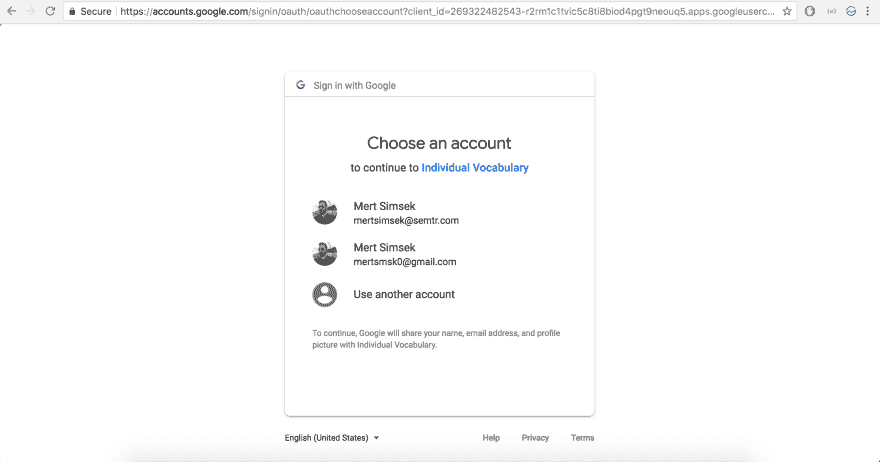 Secure
https://accounts.google.com/signin/oauth/oauthchooseaccount?client_id=269322482543-r2rm1c1tvic5c8ti8biod4pgt9neouq5.apps.googleuserc...
Sign in with Google
Choose an account
to continue to Individual Vocabulary
Mert Simsek
mertsimsek@semtr.com
Mert Simsek
mertsmsk0@gmail.com
Use another account
To continue, Google will share your name, email address, and profile
picture with Individual Vocabulary.
English (United States)
Help
Privacy
Terms